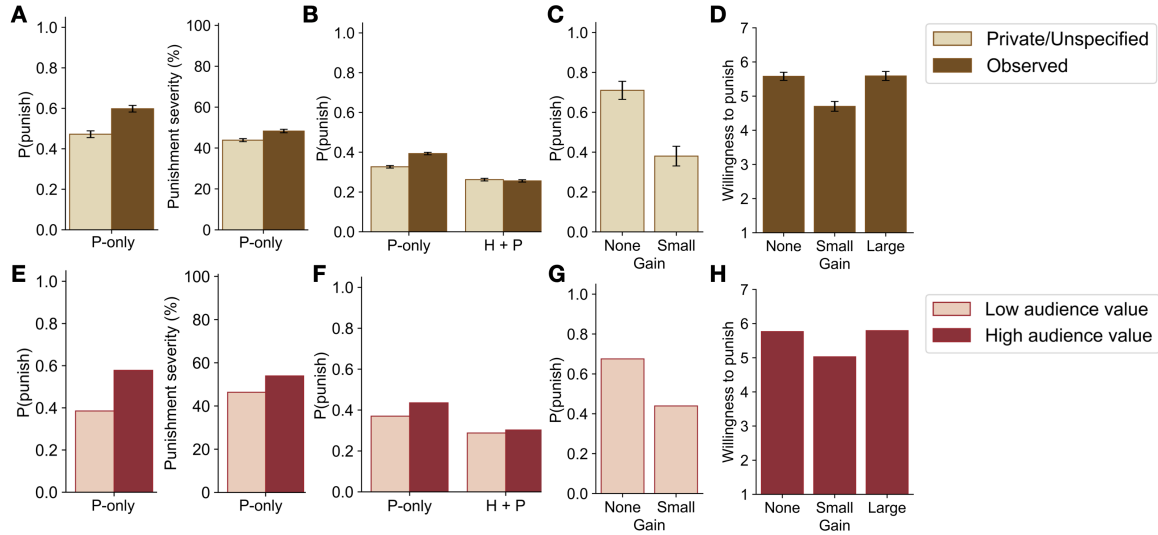 A
P(punish)
1.0
0.8
0.6
0.4
0.2
0.0
P-only
Punishment severity (%)
100
80
60
40
20
0
P-only
B
P(punish)
1.0
0.8
0.6
0.4
0.2
0.0
P-only H + P
C
P(punish)
1.0
0.8
0.6
0.4
0.2
0.0
None Small
Gain
D
Willingness to punish
7
6
5
4
3
2
1
None Small Large
Gain
Private/Unspecified
Observed
E
P(punish)
1.0
0.8
0.6
0.4
0.2
0.0
P-only
Punishment severity (%)
100
80
60
40
20
0
P-only
F
P(punish)
1.0
0.8
0.6
0.4
0.2
0.0
P-only H + P
G
P(punish)
1.0
0.8
0.6
0.4
0.2
0.0
None Small
Gain
H
Willingness to punish
7
6
5
4
3
2
1
None Small Large
Gain
Low audience value
High audience value